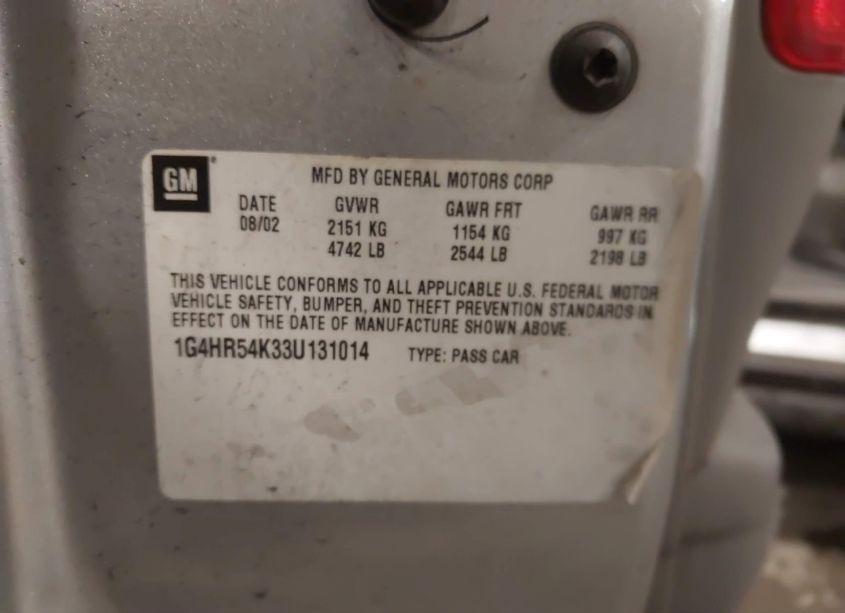 GM
MFD BY GENERAL MOTORS CORP
DATE GVWR GAWR FRT GAWR RR
08/02 2151 KG 1154 KG 997 KG
4742 LB 2544 LB 2198 LB
THIS VEHICLE CONFORMS TO ALL APPLICABLE U.S. FEDERAL MOTOR
VEHICLE SAFETY, BUMPER, AND THEFT PREVENTION STANDARDS IN
EFFECT ON THE DATE OF MANUFACTURE SHOWN ABOVE.
1G4HR54K33U131014 TYPE: PASS CAR